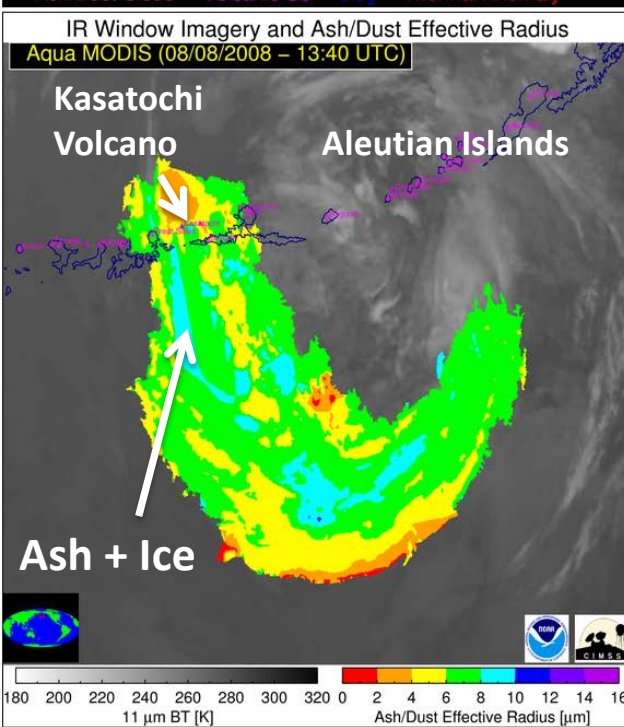 IR Window Imagery and Ash/Dust Effective Radius
Aqua MODIS (08/08/2008 – 13:40 UTC)
Kasatochi
Volcano
Aleutian Islands
Ash + Ice
NOAA
CIMSS
180 200 220 240 260 280 300 320 0 2 4 6 8 10 12 14 16
11 µm BT [K]
Ash/Dust Effective Radius [µm]